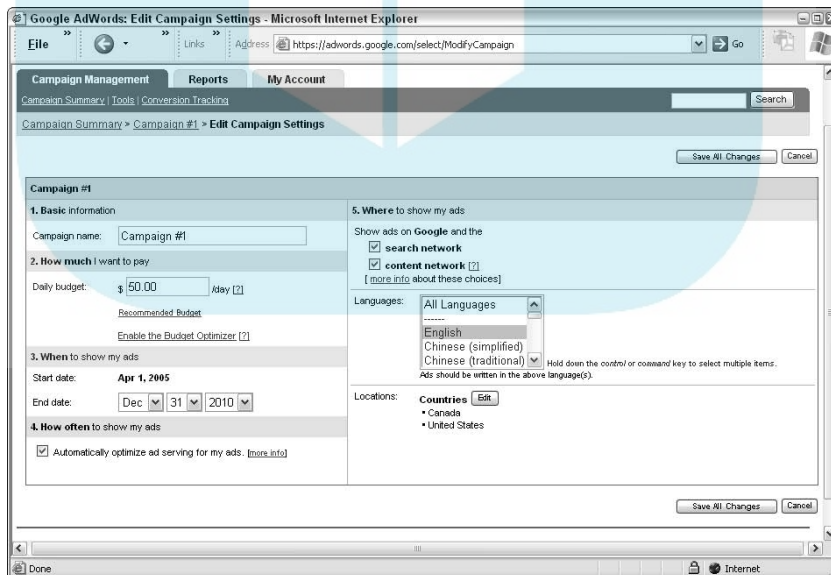 Google AdWords: Edit Campaign Settings - Microsoft Internet Explorer
File » » Links » Address https://adwords.google.com/select/ModifyCampaign Go
Campaign Management Reports My Account
Campaign Summary | Tools | Conversion Tracking Search
Campaign Summary > Campaign #1 > Edit Campaign Settings
Save All Changes Cancel
Campaign #1
1. Basic information
Campaign name: Campaign #1
2. How much I want to pay
Daily budget: $ 50.00 /day [?]
Recommended Budget
Enable the Budget Optimizer [?]
3. When to show my ads
Start date: Apr 1, 2005
End date: Dec 31 2010
4. How often to show my ads
Automatically optimize ad serving for my ads. [more info]
5. Where to show my ads
Show ads on Google and the
search network
content network [?]
[ more info about these choices]
Languages: All Languages
------
English
Chinese (simplified)
Chinese (traditional) Hold down the control or command key to select multiple items.
Ads should be written in the above language(s).
Locations: Countries Edit
• Canada
• United States
Save All Changes Cancel
Done Internet